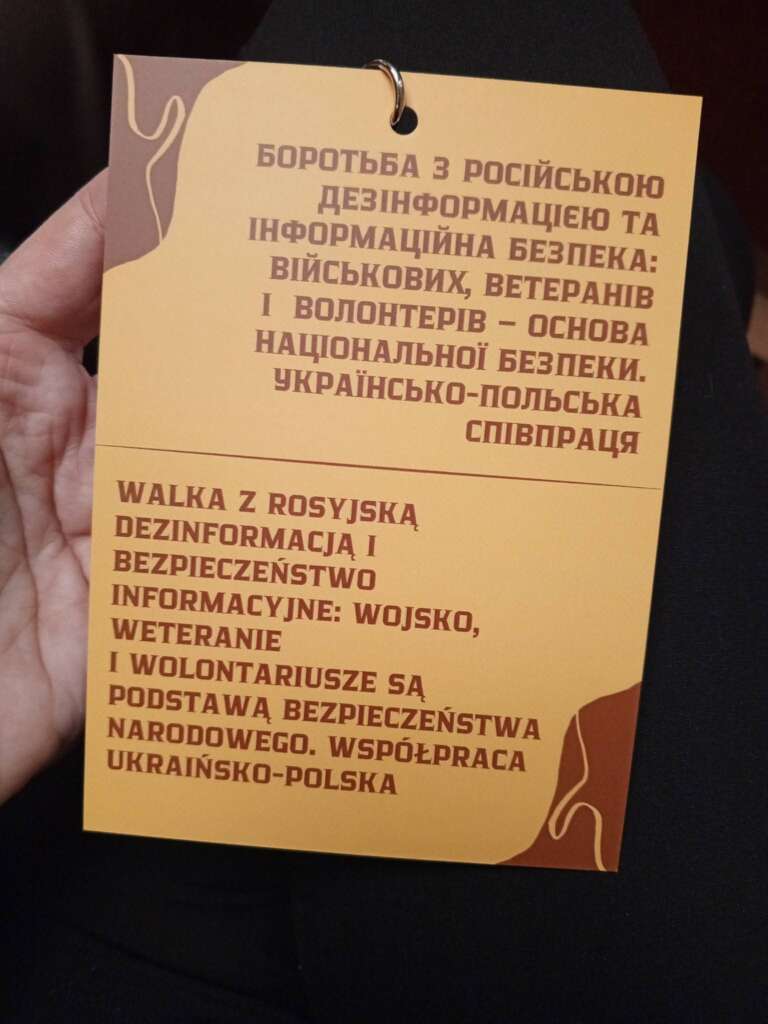 БОРОТЬБА З РОСІЙСЬКОЮ
ДЕЗІНФОРМАЦІЄЮ ТА
ІНФОРМАЦІЙНА БЕЗПЕКА:
ВІЙСЬКОВИХ, ВЕТЕРАНІВ
І ВОЛОНТЕРІВ – ОСНОВА
НАЦІОНАЛЬНОЇ БЕЗПЕКИ.
УКРАЇНСЬКО-ПОЛЬСЬКА
СПІВПРАЦЯ
WALKA Z ROSYJSKĄ
DEZINFORMACJĄ I
BEZPIECZEŃSTWO
INFORMACYJNE: WOJSKO,
WETERANIE
I WOLONTARIUSZE SĄ
PODSTAWĄ BEZPIECZEŃSTWA
NARODOWEGO. WSPÓŁPRACA
UKRAIŃSKO-POLSKA